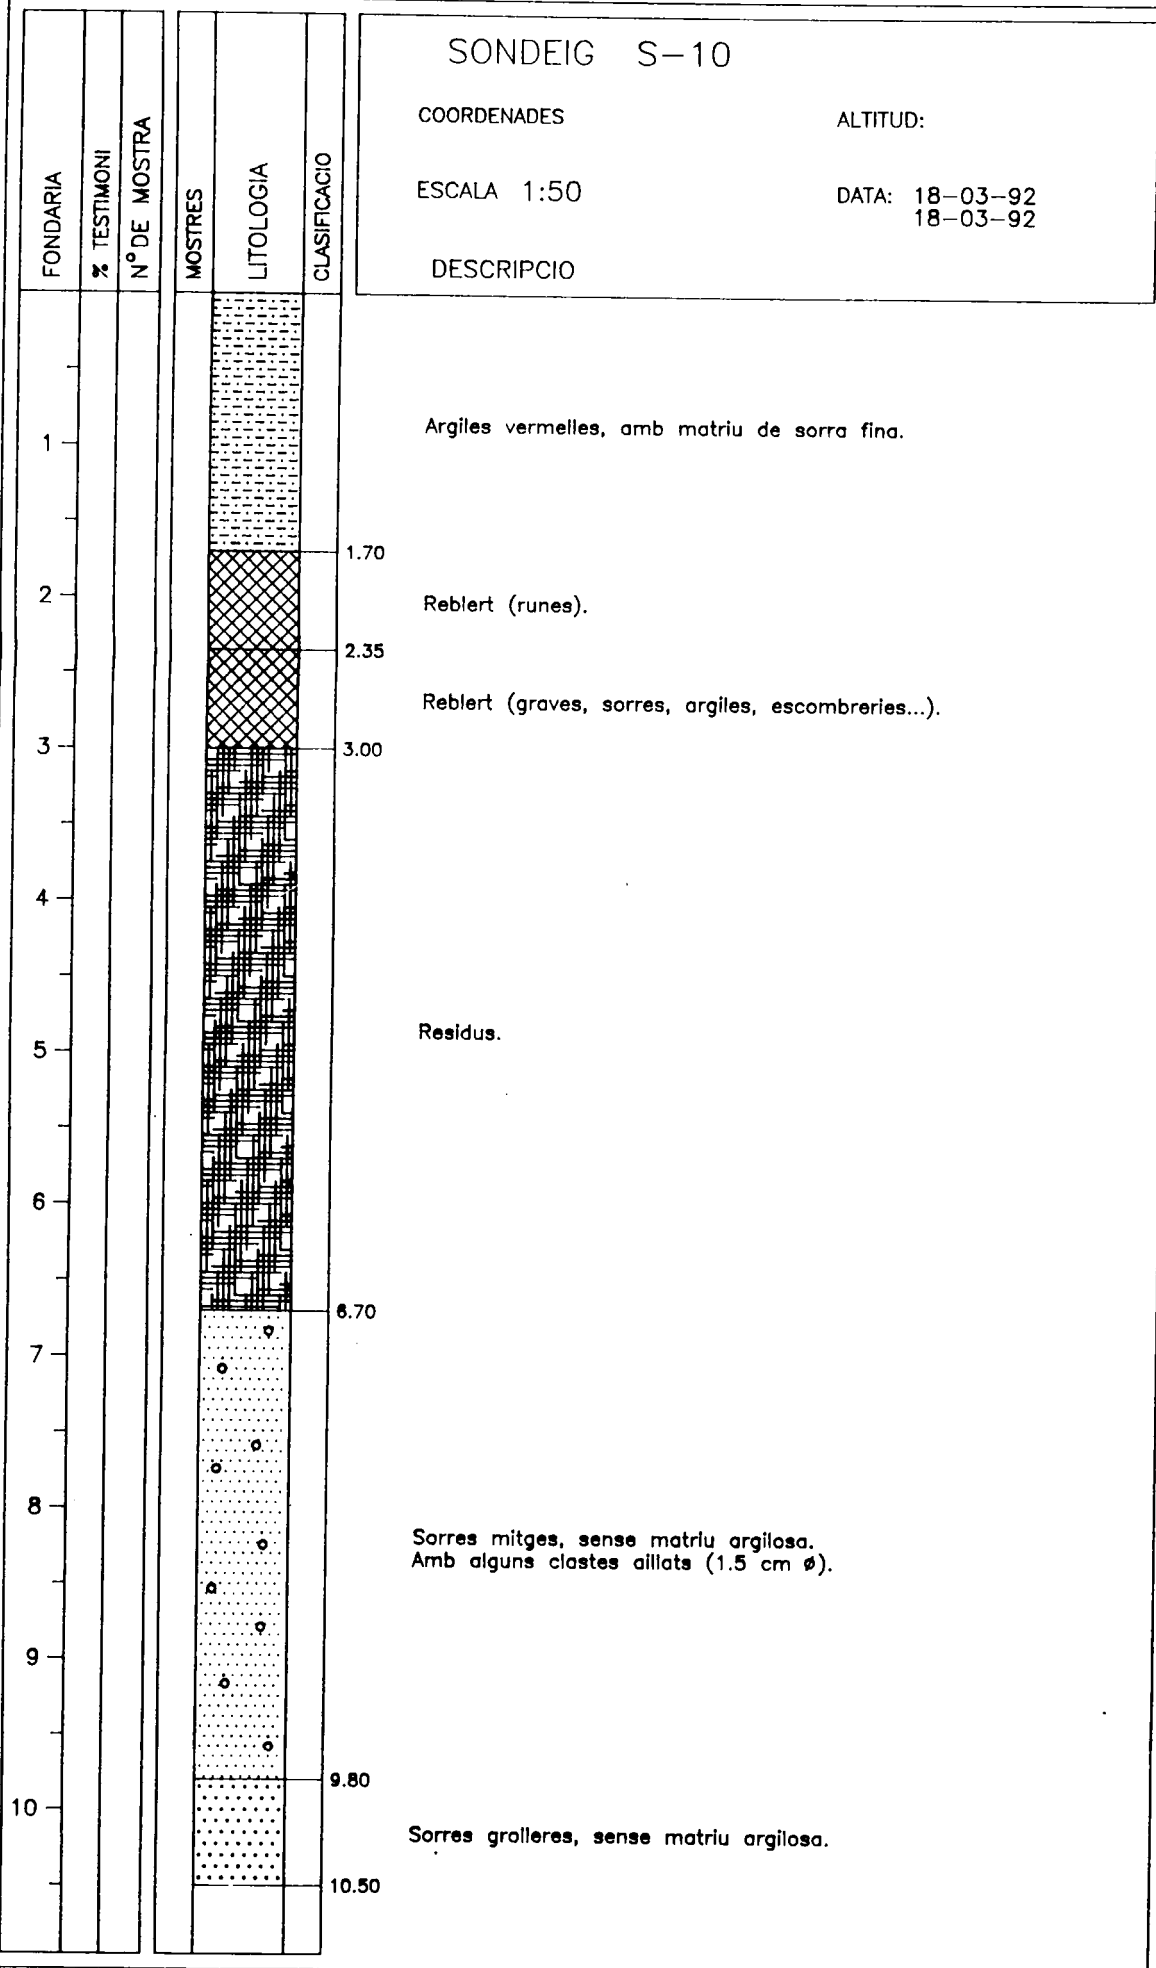 SONDEIG S-10
COORDENADES
ALTITUD:
ESCALA 1:50
DATA: 18-03-92
18-03-92
DESCRIPCIO
FONDARIA
% TESTIMONI
Nº DE MOSTRA
MOSTRES
LITOLOGIA
CLASIFICACIO
Argiles vermelles, amb matriu de sorra fina.
1
1.70
2
Reblert (runes).
2.35
Reblert (graves, sorres, argiles, escombreries...).
3
3.00
4
Residus.
5
6
6.70
7
8
Sorres mitges, sense matriu argilosa.
Amb alguns clastes aillats (1.5 cm ø).
9
9.80
10
Sorres grolleres, sense matriu argilosa.
10.50